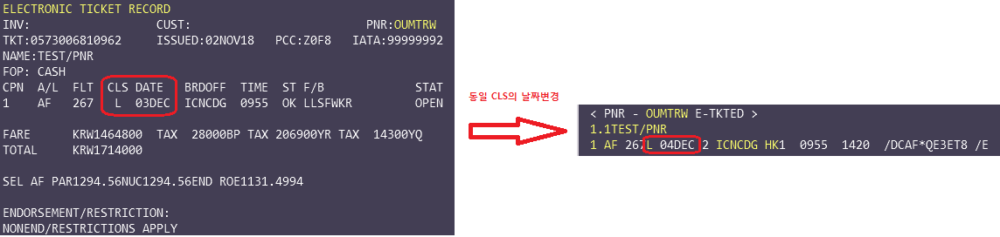 ELECTRONIC TICKET RECORD
INV: CUST: PNR:OUMTRW
TKT:0573006810962 ISSUED:02NOV18 PCC:Z0F8 IATA:99999992
NAME:TEST/PNR
FOP: CASH
CPN A/L FLT CLS DATE BRDOFF TIME ST F/B STAT
1 AF 267 L 03DEC ICNCDG 0955 OK LLSFWKR OPEN
FARE KRW1464800 TAX 28000BP TAX 206900YR TAX 14300YQ
TOTAL KRW1714000
SEL AF PAR1294.56NUC1294.56END ROE1131.4994
ENDORSEMENT/RESTRICTION:
NONEND/RESTRICTIONS APPLY
동일 CLS의 날짜변경
< PNR - OUMTRW E-TKTED >
1.1TEST/PNR
1 AF 267L 04DEC 2 ICNCDG HK1 0955 1420 /DCAF*QE3ET8 /E